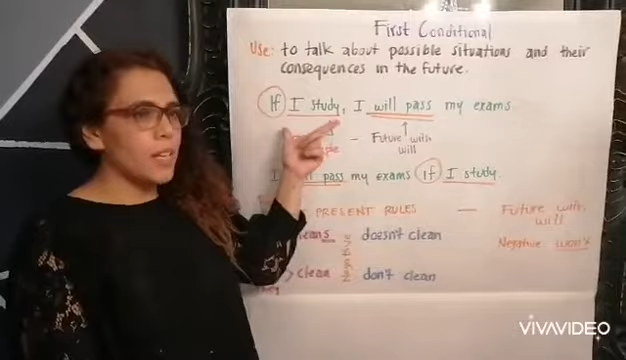 First Conditional
Use: to talk about possible situations and their
consequences in the future.
If I study, I will pass my exams
Future with
will
I pass my exams if I study.
PRESENT RULES — Future with
will
cleans doesn't clean Negative won't
Negative
clean don't clean
VIVAVIDEO